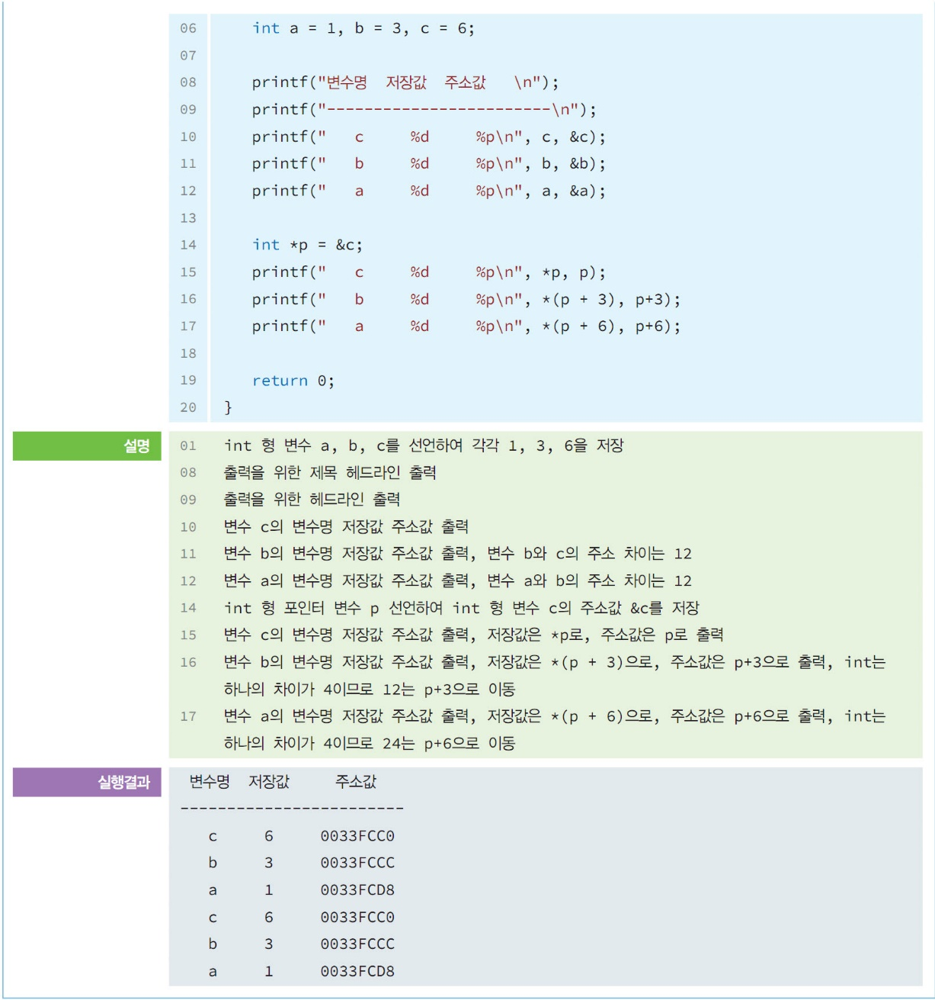 06 int a = 1, b = 3, c = 6;
07
08 printf("변수명  저장값  주소값   \n");
09 printf("------------------------\n");
10 printf("   c     %d     %p\n", c, &c);
11 printf("   b     %d     %p\n", b, &b);
12 printf("   a     %d     %p\n", a, &a);
13
14 int *p = &c;
15 printf("   c     %d     %p\n", *p, p);
16 printf("   b     %d     %p\n", *(p + 3), p+3);
17 printf("   a     %d     %p\n", *(p + 6), p+6);
18
19 return 0;
20 }
설명
01 int 형 변수 a, b, c를 선언하여 각각 1, 3, 6을 저장
08 출력을 위한 제목 헤드라인 출력
09 출력을 위한 헤드라인 출력
10 변수 c의 변수명 저장값 주소값 출력
11 변수 b의 변수명 저장값 주소값 출력, 변수 b와 c의 주소 차이는 12
12 변수 a의 변수명 저장값 주소값 출력, 변수 a와 b의 주소 차이는 12
14 int 형 포인터 변수 p 선언하여 int 형 변수 c의 주소값 &c를 저장
15 변수 c의 변수명 저장값 주소값 출력, 저장값은 *p로, 주소값은 p로 출력
16 변수 b의 변수명 저장값 주소값 출력, 저장값은 *(p + 3)으로, 주소값은 p+3으로 출력, int는
하나의 차이가 4이므로 12는 p+3으로 이동
17 변수 a의 변수명 저장값 주소값 출력, 저장값은 *(p + 6)으로, 주소값은 p+6으로 출력, int는
하나의 차이가 4이므로 24는 p+6으로 이동
실행결과
변수명  저장값  주소값
------------------------
c 6 0033FCC0
b 3 0033FCCC
a 1 0033FCD8
c 6 0033FCC0
b 3 0033FCCC
a 1 0033FCD8